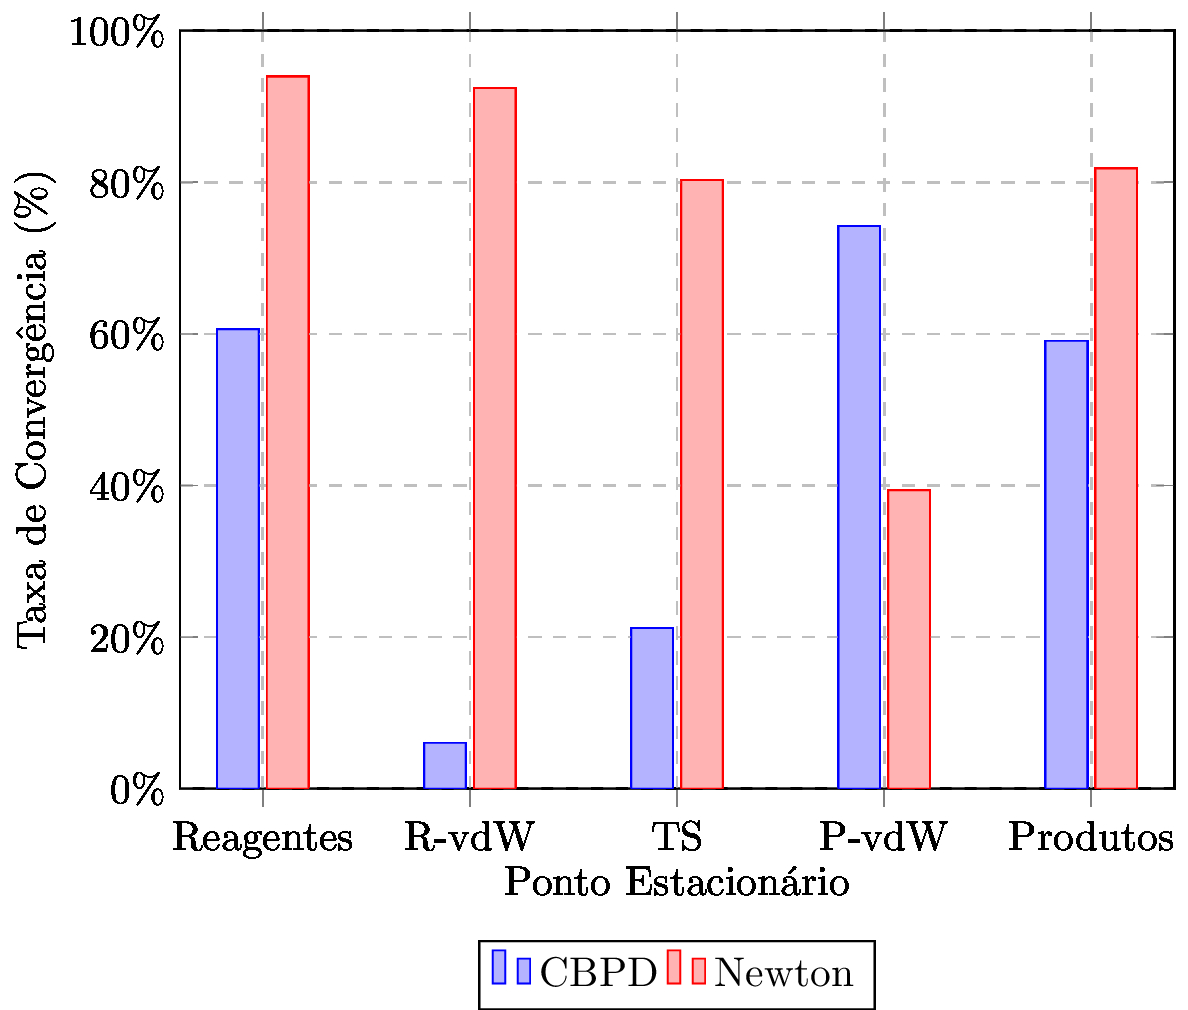 100%
80%
60%
40%
20%
0%
Taxa de Convergência (%)
Reagentes R-vdW TS P-vdW Produtos
Ponto Estacionário
CBPD Newton